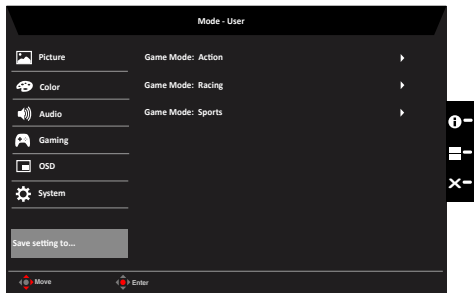 Mode - User
Picture
Game Mode: Action
Color
Game Mode: Racing
Audio
Game Mode: Sports
Gaming
OSD
System
Save setting to...
Move
Enter